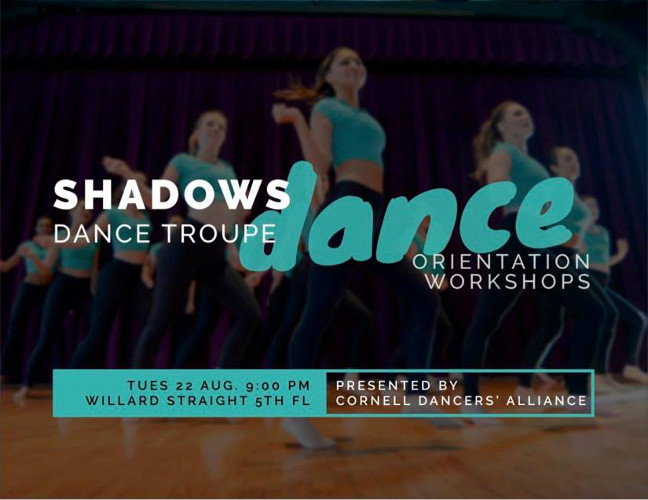 SHADOWS
DANCE TROUPE
dance
ORIENTATION
WORKSHOPS
TUES 22 AUG. 9:00 PM
WILLARD STRAIGHT 5TH FL
PRESENTED BY
CORNELL DANCERS' ALLIANCE